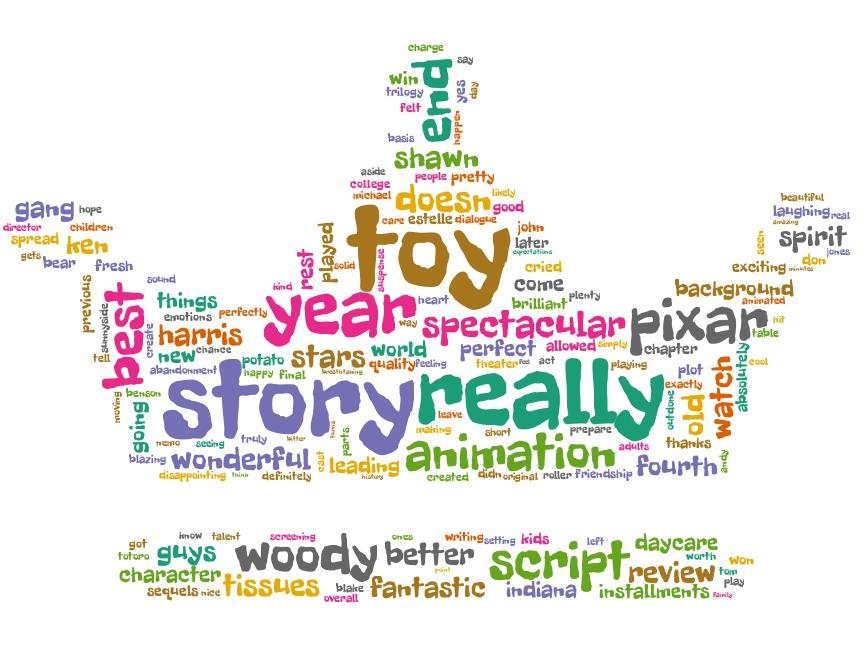 charge
say
win
end
yes
day
trilogy
felt
happen
basis
shawn
aside
people
pretty
college
michael
doesn
likely
good
care
estelle
dialogue
gang
hope
director
children
spread
ken
gets
bear
fresh
beautiful
laughing
real
amazing
spirit
seen
jones
don
exciting
minutes
played
toy
john
later
expectations
rest
solid
suspense
cried
come
kind
previous
sound
best
sunnyside
things
emotions
perfectly
year
heart
brilliant
plenty
background
animated
way
spectacular
pixar
hit
table
create
harris
new
chance
tell
potato
stars
world
perfect
allowed
simply
chapter
abandonment
happy
final
breathtaking
quality
feeling
theater
feel
act
playing
plot
absolutely
cool
exactly
watch
old
outdone
moving
benson
going
story
really
leave
making
short
prepare
adults
thanks
nemo
seeing
truly
bitter
turns
parts
animation
fourth
andy
blazing
wonderful
cast
leading
disappointing
think
definitely
history
created
didn
original
roller
friendship
got
know
talent
screening
ones
writing
setting
kids
left
daycare
totoro
guys
woody
better
point
script
worth
won
character
tissues
review
tom
play
sequels
nice
blake
overall
fantastic
indiana
installments
family